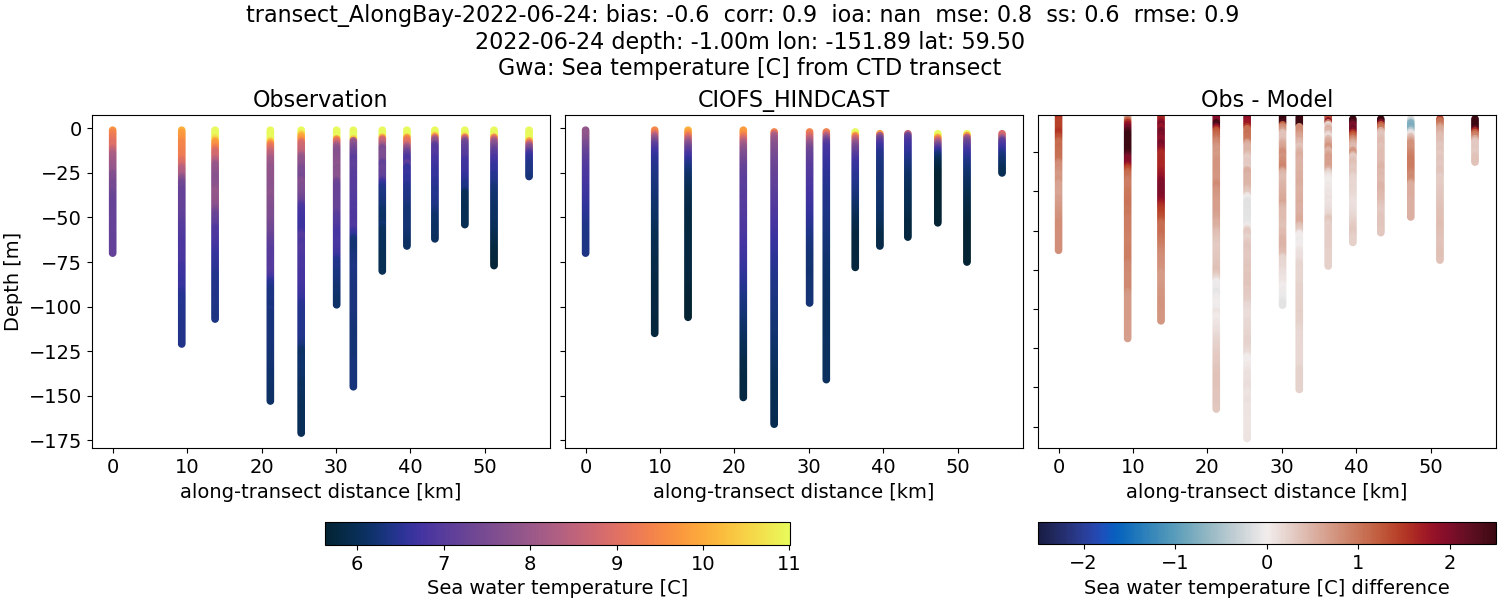 transect_AlongBay-2022-06-24: bias: -0.6 corr: 0.9 ioa: nan mse: 0.8 ss: 0.6 rmse: 0.9
2022-06-24 depth: -1.00m lon: -151.89 lat: 59.50
Gwa: Sea temperature [C] from CTD transect
Observation
CIOFS_HINDCAST
Obs - Model
Depth [m]
0
−25
−50
−75
−100
−125
−150
−175
0 10 20 30 40 50
0 10 20 30 40 50
0 10 20 30 40 50
along-transect distance [km]
along-transect distance [km]
along-transect distance [km]
6 7 8 9 10 11
Sea water temperature [C]
−2 −1 0 1 2
Sea water temperature [C] difference